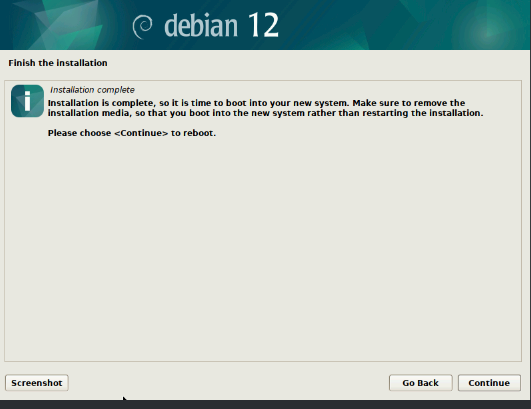 debian 12
Finish the installation
Installation complete
Installation is complete, so it is time to boot into your new system. Make sure to remove the
installation media, so that you boot into the new system rather than restarting the installation.
Please choose <Continue> to reboot.
Screenshot
Go Back
Continue